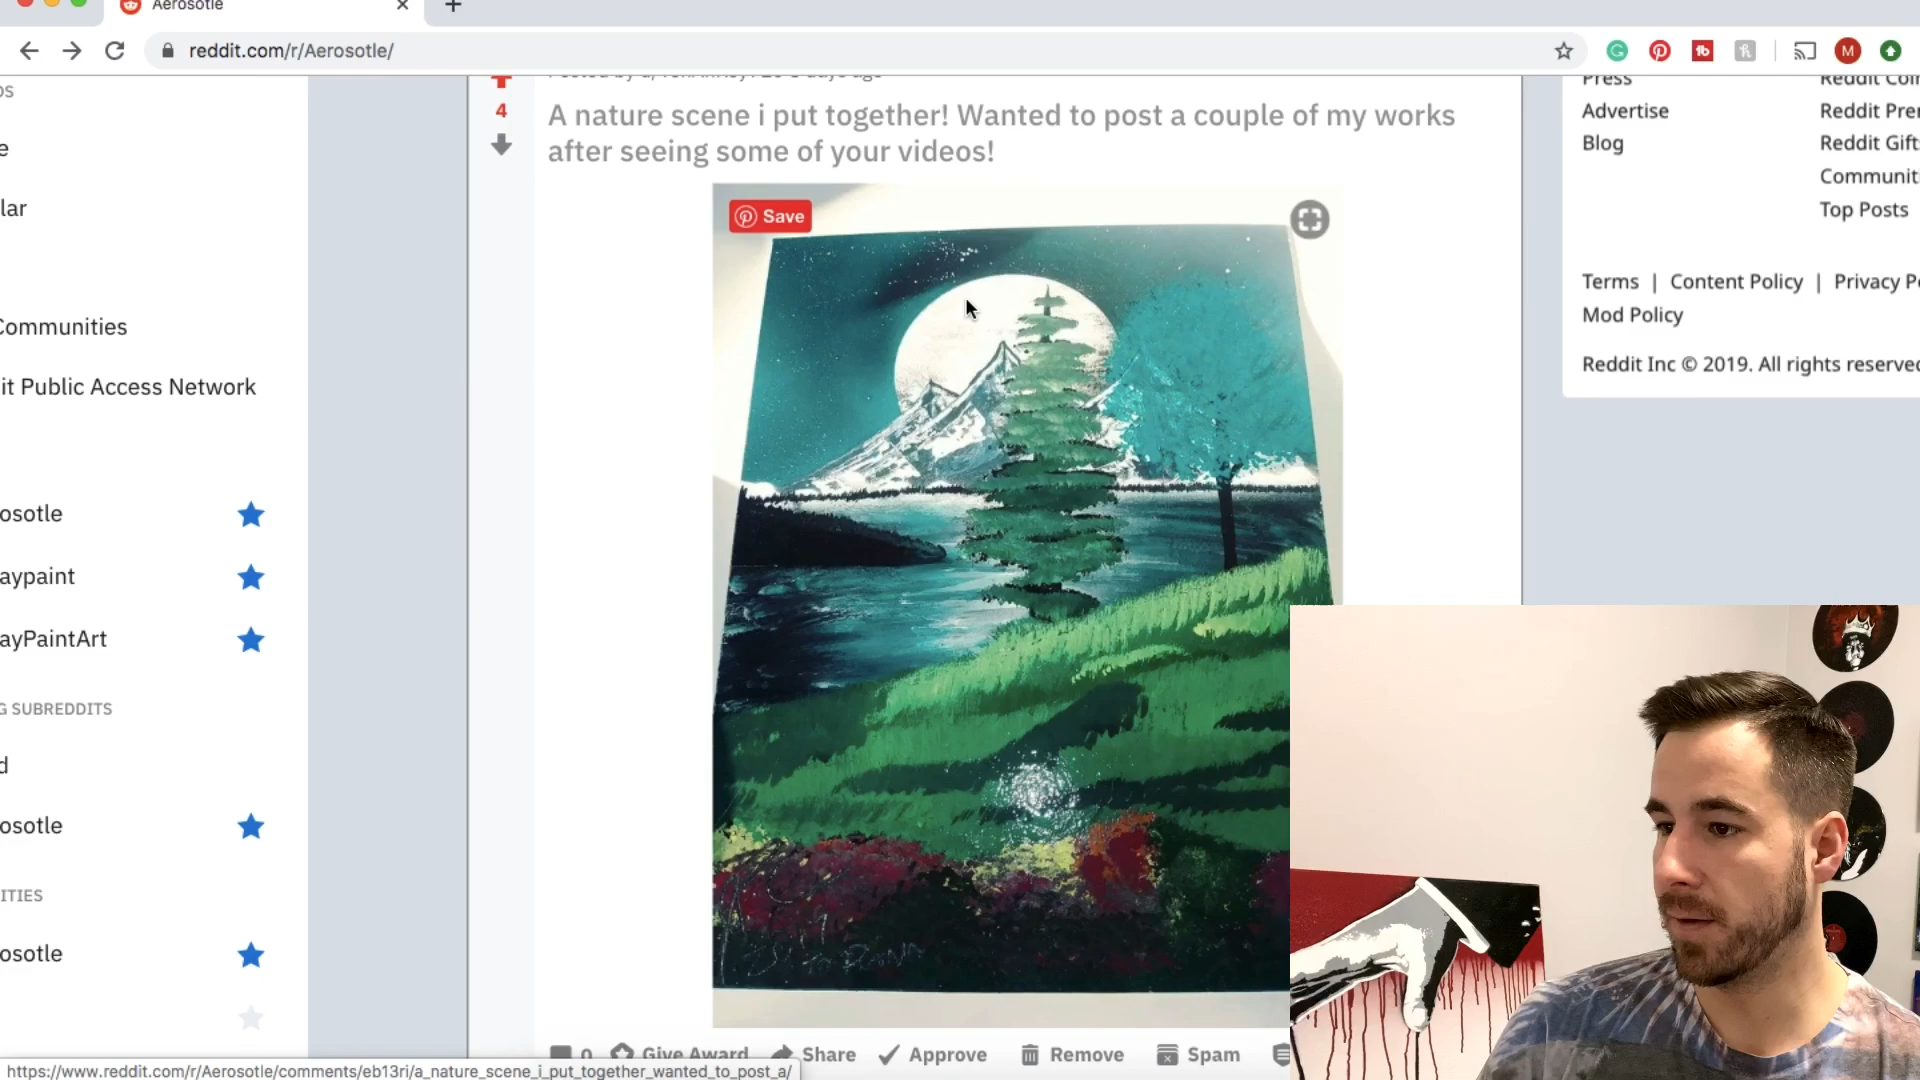 Aerosotle
reddit.com/r/Aerosotle/
M
4
A nature scene i put together! Wanted to post a couple of my works
after seeing some of your videos!
Save
lar
Communities
it Public Access Network
osotle
aypaint
ayPaintArt
G SUBREDDITS
d
osotle
ITIES
osotle
Press
Advertise
Blog
Reddit Coi
Reddit Pre
Reddit Gift
Communiti
Top Posts
Terms | Content Policy | Privacy P
Mod Policy
Reddit Inc © 2019. All rights reserve
0 Give Award Share Approve Remove Spam
https://www.reddit.com/r/Aerosotle/comments/eb13ri/a_nature_scene_i_put_together_wanted_to_post_a/